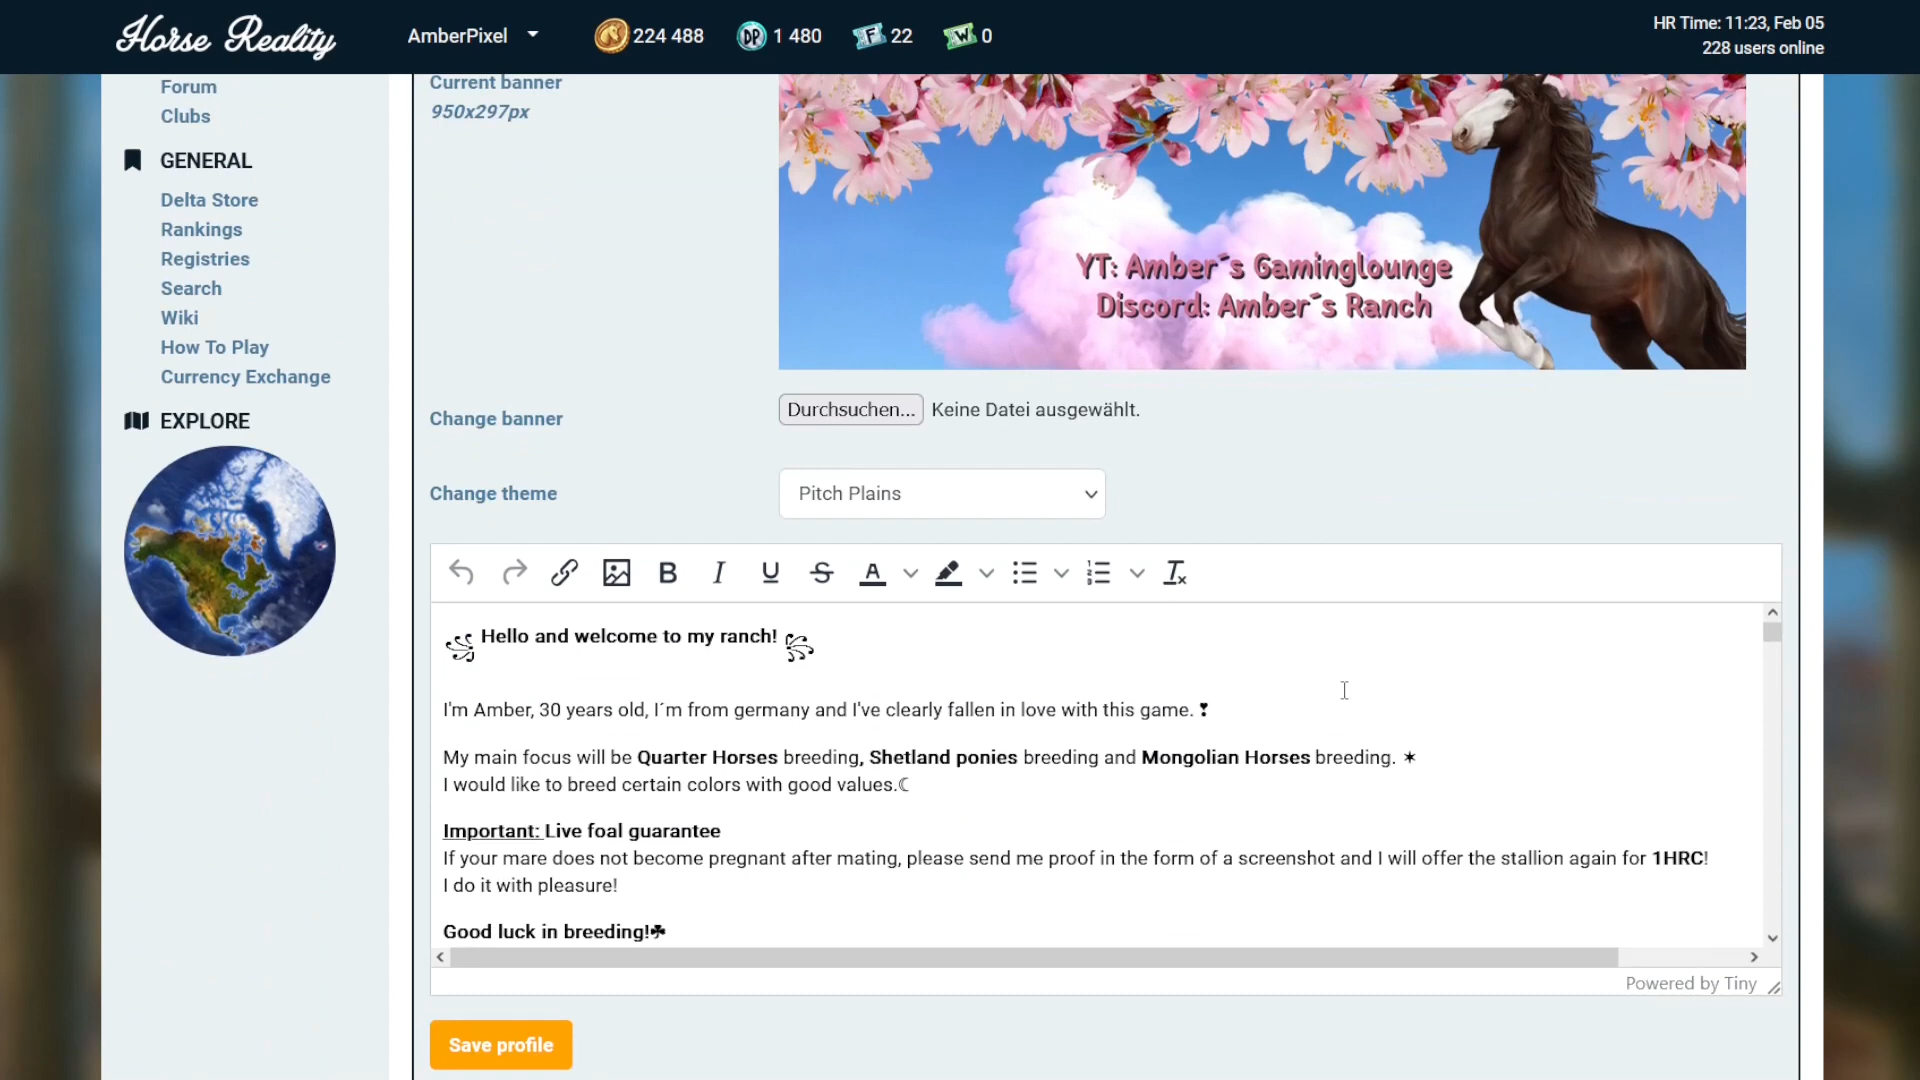 Horse Reality
AmberPixel
224 488
DP
1 480
F
22
W
0
HR Time: 11:23, Feb 05
228 users online
Forum
Clubs
GENERAL
Delta Store
Rankings
Registries
Search
Wiki
How To Play
Currency Exchange
EXPLORE
Current banner
950x297px
YT: Amber´s Gaminglounge
Discord: Amber´s Ranch
Change banner
Durchsuchen...
Keine Datei ausgewählt.
Change theme
Pitch Plains
Hello and welcome to my ranch!
I'm Amber, 30 years old, I´m from germany and I've clearly fallen in love with this game. ❣
My main focus will be Quarter Horses breeding, Shetland ponies breeding and Mongolian Horses breeding. ✶
I would like to breed certain colors with good values.☾
Important: Live foal guarantee
If your mare does not become pregnant after mating, please send me proof in the form of a screenshot and I will offer the stallion again for 1HRC!
I do it with pleasure!
Good luck in breeding!☘
Powered by Tiny
Save profile